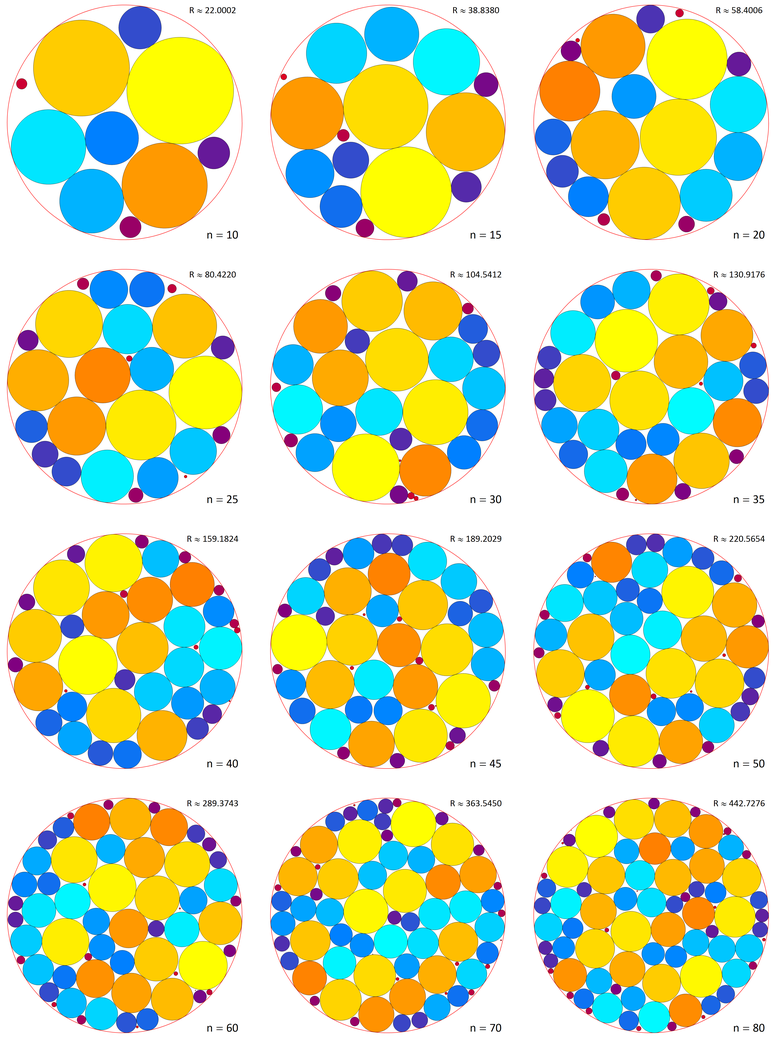 R ≈ 22.0002
n = 10
R ≈ 38.8380
n = 15
R ≈ 58.4006
n = 20
R ≈ 80.4220
n = 25
R ≈ 104.5412
n = 30
R ≈ 130.9176
n = 35
R ≈ 159.1824
n = 40
R ≈ 189.2029
n = 45
R ≈ 220.5654
n = 50
R ≈ 289.3743
n = 60
R ≈ 363.5450
n = 70
R ≈ 442.7276
n = 80